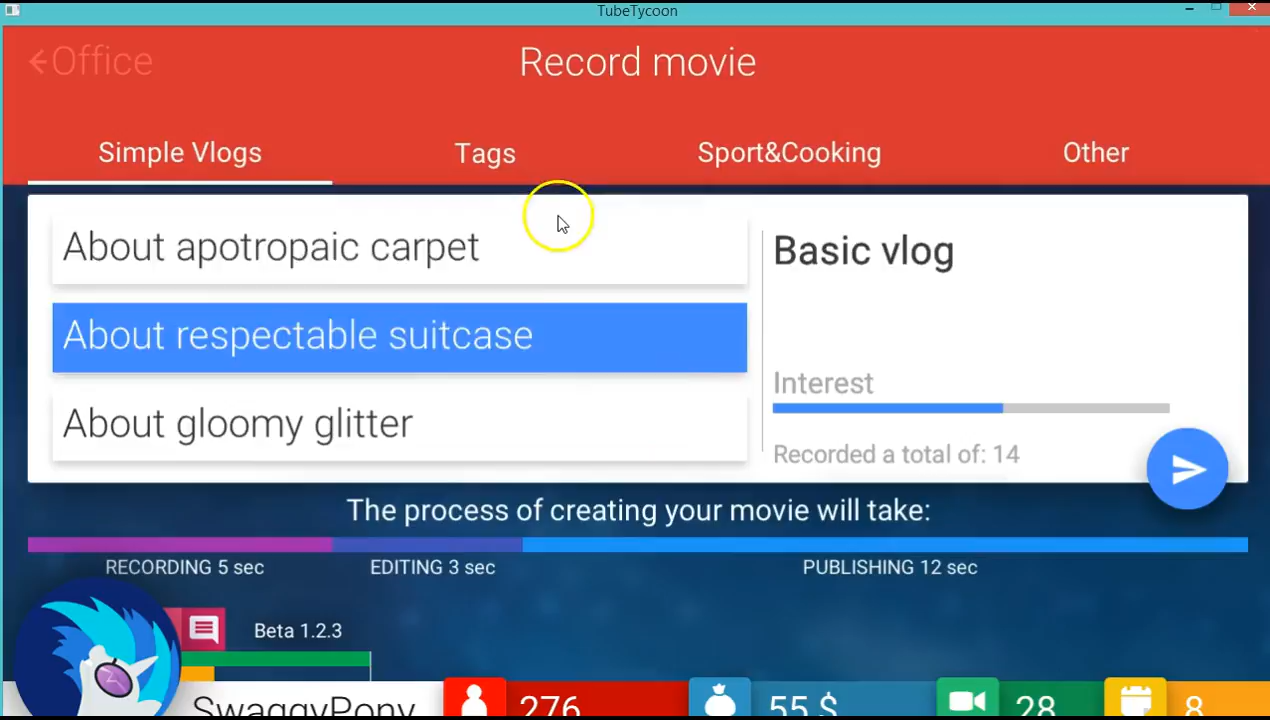 TubeTycoon
Office
Record movie
Simple Vlogs
Tags
Sport&Cooking
Other
About apotropaic carpet
About respectable suitcase
About gloomy glitter
Basic vlog
Interest
Recorded a total of: 14
The process of creating your movie will take:
RECORDING 5 sec
EDITING 3 sec
PUBLISHING 12 sec
Beta 1.2.3
SwaggyPony
276
55 $
28
8